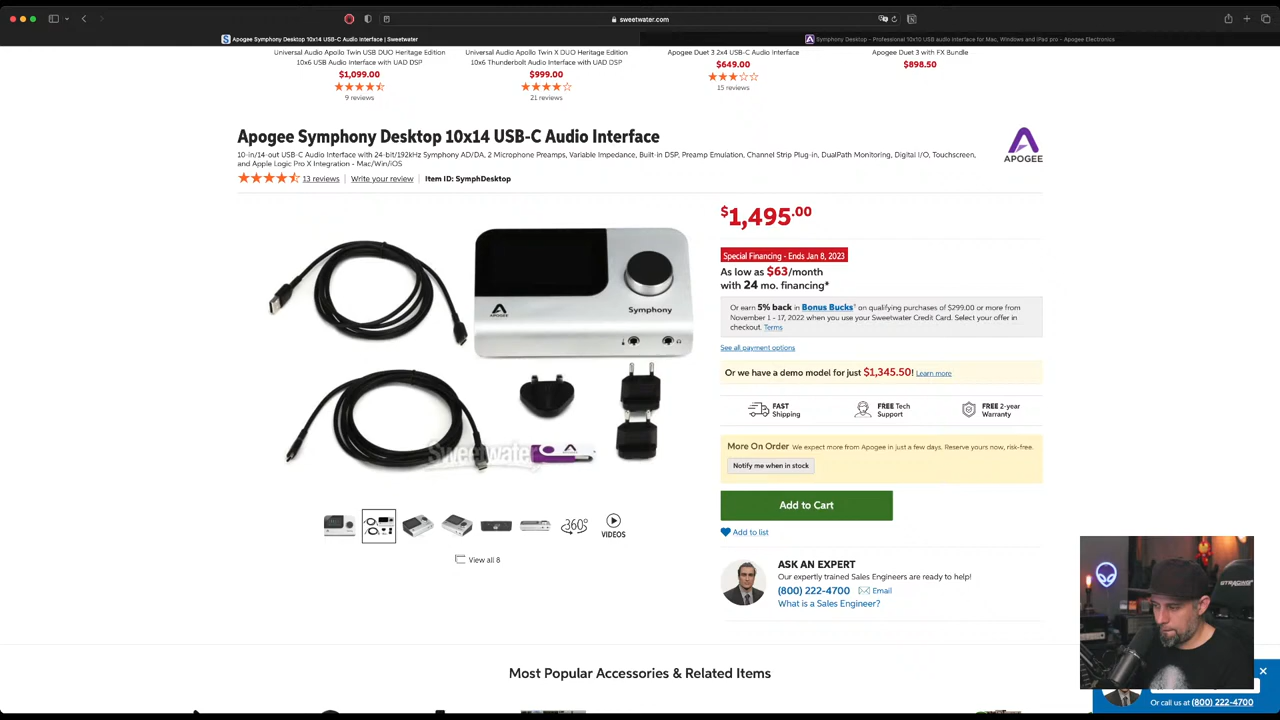 sweetwater.com
Apogee Symphony Desktop 10x14 USB-C Audio Interface | Sweetwater
Symphony Desktop - Professional 10x10 USB audio interface for Mac, Windows and iPad pro - Apogee Electronics
Universal Audio Apollo Twin USB DUO Heritage Edition
10x6 USB Audio Interface with UAD DSP
$1,099.00
9 reviews
Universal Audio Apollo Twin X DUO Heritage Edition
10x6 Thunderbolt Audio Interface with UAD DSP
$999.00
21 reviews
Apogee Duet 3 2x4 USB-C Audio Interface
$649.00
15 reviews
Apogee Duet 3 with FX Bundle
$898.50
Apogee Symphony Desktop 10x14 USB-C Audio Interface
10-in/14-out USB-C Audio Interface with 24-bit/192kHz Symphony AD/DA, 2 Microphone Preamps, Variable Impedance, Built-in DSP, Preamp Emulation, Channel Strip Plug-in, DualPath Monitoring, Digital I/O, Touchscreen,
and Apple Logic Pro X Integration - Mac/Win/iOS
13 reviews | Write your review | Item ID: SymphDesktop
APOGEE
APOGEE
Symphony
Sweetwater
360°
VIDEOS
View all 8
$1,495.00
Special Financing - Ends Jan 8, 2023
As low as $63/month
with 24 mo. financing*
Or earn 5% back in Bonus Bucks† on qualifying purchases of $299.00 or more from
November 1 - 17, 2022 when you use your Sweetwater Credit Card. Select your offer in
checkout. Terms
See all payment options
Or we have a demo model for just $1,345.50! Learn more
FAST
Shipping
FREE Tech
Support
FREE 2-year
Warranty
More On Order We expect more from Apogee in just a few days. Reserve yours now, risk-free.
Notify me when in stock
Add to Cart
Add to list
ASK AN EXPERT
Our expertly trained Sales Engineers are ready to help!
(800) 222-4700 Email
What is a Sales Engineer?
GTRACING
Most Popular Accessories & Related Items
Or call us at (800) 222-4700